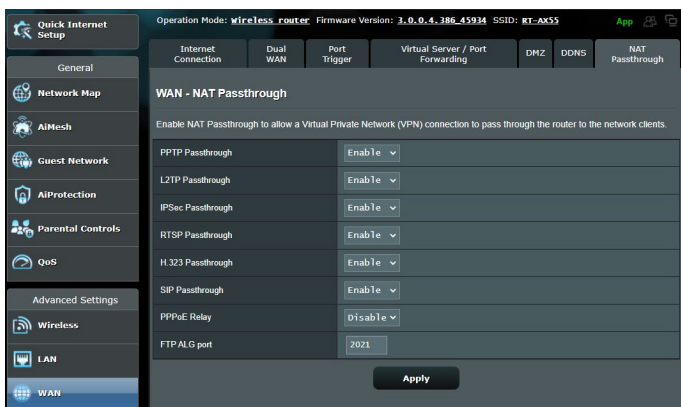 Quick Internet
Setup
Operation Mode: Wireless router Firmware Version: 3.0.0.4.386_45934 SSID: RT-AX55
App
General
Network Map
AiMesh
Guest Network
AiProtection
Parental Controls
QoS
Advanced Settings
Wireless
LAN
WAN
Internet
Connection
Dual
WAN
Port
Trigger
Virtual Server / Port
Forwarding
DMZ
DDNS
NAT
Passthrough
WAN - NAT Passthrough
Enable NAT Passthrough to allow a Virtual Private Network (VPN) connection to pass through the router to the network clients.
PPTP Passthrough Enable
L2TP Passthrough Enable
IPSec Passthrough Enable
RTSP Passthrough Enable
H.323 Passthrough Enable
SIP Passthrough Enable
PPPoE Relay Disable
FTP ALG port 2021
Apply